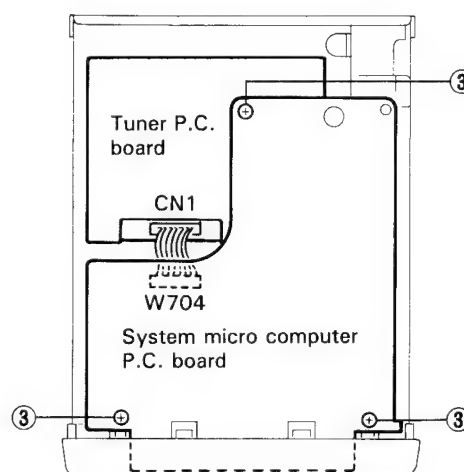 ③
Tuner P.C.
board
CN1
W704
System micro computer
P.C. board
③
③